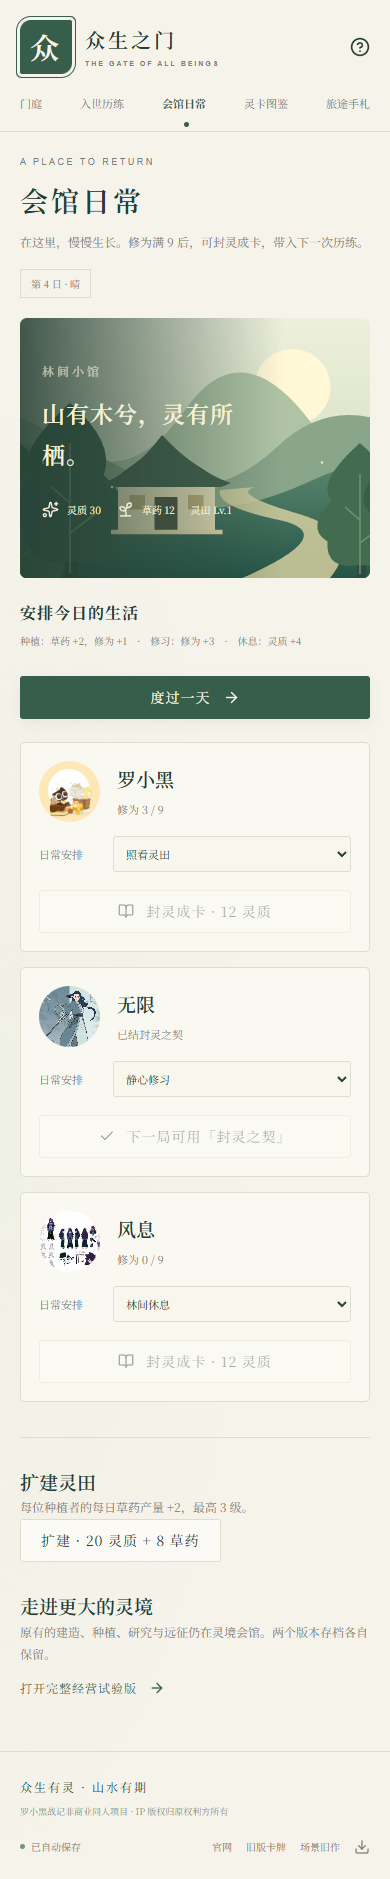 众
众生之门
THE GATE OF ALL BEINGS
门庭 入世历练 会馆日常 灵卡图鉴 旅途手札
A PLACE TO RETURN
会馆日常
在这里，慢慢生长。修为满 9 后，可封灵成卡，带入下一次历练。
第 4 日 · 晴
林间小馆
山有木兮，灵有所
栖。
灵质 30 草药 12 灵田 Lv.1
安排今日的生活
种植：草药 +2，修为 +1 · 修习：修为 +3 · 休息：灵质 +4
度过一天
罗小黑
修为 3 / 9
日常安排 照看灵田
封灵成卡 · 12 灵质
无限
已结封灵之契
日常安排 静心修习
下一局可用「封灵之契」
风息
修为 0 / 9
日常安排 林间休息
封灵成卡 · 12 灵质
扩建灵田
每位种植者的每日草药产量 +2，最高 3 级。
扩建 · 20 灵质 + 8 草药
走进更大的灵境
原有的建造、种植、研究与远征仍在灵境会馆。两个版本存档各自
保留。
打开完整经营试验版
众生有灵 · 山水有期
罗小黑战记非商业同人项目 · IP 版权归原权利方所有
已自动保存 官网 旧版卡牌 场景旧作